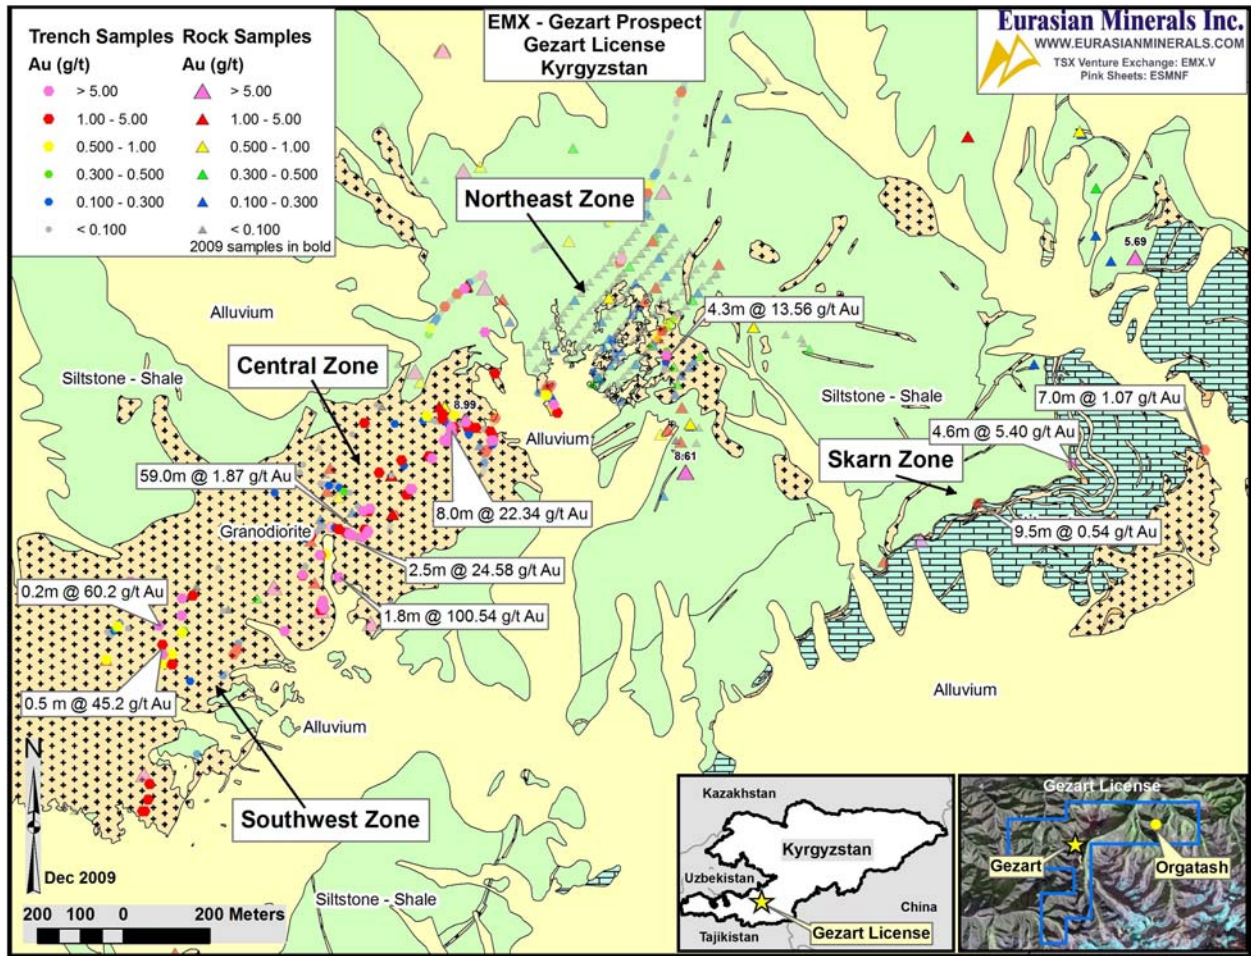 Trench Samples Rock Samples
Au (g/t) Au (g/t)
> 5.00 > 5.00
1.00 - 5.00 1.00 - 5.00
0.500 - 1.00 0.500 - 1.00
0.300 - 0.500 0.300 - 0.500
0.100 - 0.300 0.100 - 0.300
< 0.100 < 0.100
2009 samples in bold
EMX - Gezart Prospect
Gezart License
Kyrgyzstan
Eurasian Minerals Inc.
WWW.EURASIANMINERALS.COM
TSX Venture Exchange: EMX.V
Pink Sheets: ESMNF
Northeast Zone
5.69
Alluvium
4.3m @ 13.56 g/t Au
Central Zone
Siltstone - Shale
Siltstone - Shale
7.0m @ 1.07 g/t Au
8.99
Alluvium
4.6m @ 5.40 g/t Au
8.61
Skarn Zone
59.0m @ 1.87 g/t Au
8.0m @ 22.34 g/t Au
Granodiorite
9.5m @ 0.54 g/t Au
2.5m @ 24.58 g/t Au
0.2m @ 60.2 g/t Au
1.8m @ 100.54 g/t Au
0.5 m @ 45.2 g/t Au
Alluvium
Alluvium
Southwest Zone
N
Dec 2009
200 100 0 200 Meters
Siltstone - Shale
Kazakhstan
Kyrgyzstan
Uzbekistan
China
Tajikistan
Gezart License
Gezart License
Gezart
Orgatash